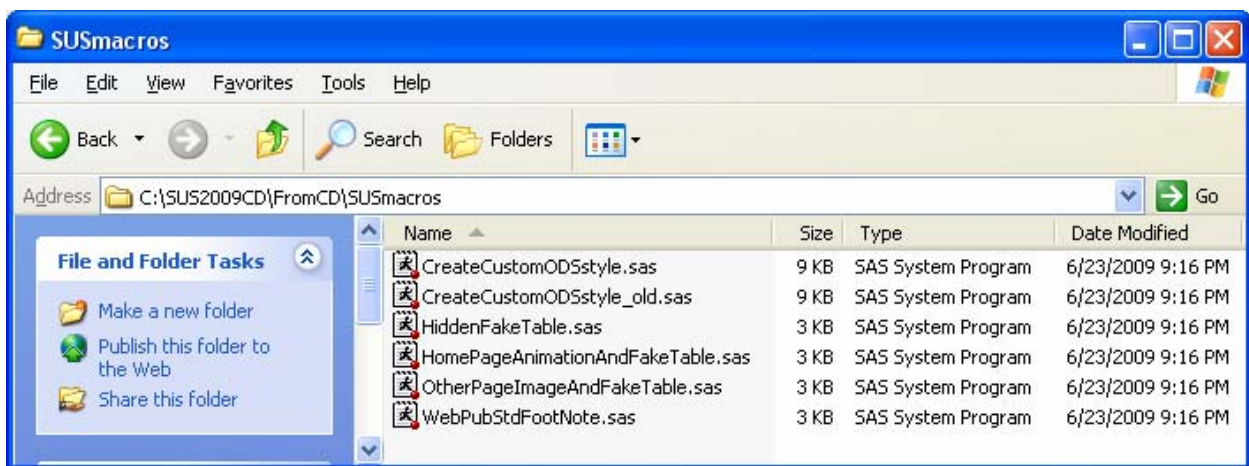 SUSmacros
File Edit View Favorites Tools Help
Back Search Folders
Address C:\SUS2009CD\FromCD\SUSmacros Go
File and Folder Tasks
Make a new folder
Publish this folder to
the Web
Share this folder
Name Size Type Date Modified
CreateCustomODSstyle.sas 9 KB SAS System Program 6/23/2009 9:16 PM
CreateCustomODSstyle_old.sas 9 KB SAS System Program 6/23/2009 9:16 PM
HiddenFakeTable.sas 3 KB SAS System Program 6/23/2009 9:16 PM
HomePageAnimationAndFakeTable.sas 3 KB SAS System Program 6/23/2009 9:16 PM
OtherPageImageAndFakeTable.sas 3 KB SAS System Program 6/23/2009 9:16 PM
WebPubStdFootNote.sas 3 KB SAS System Program 6/23/2009 9:16 PM